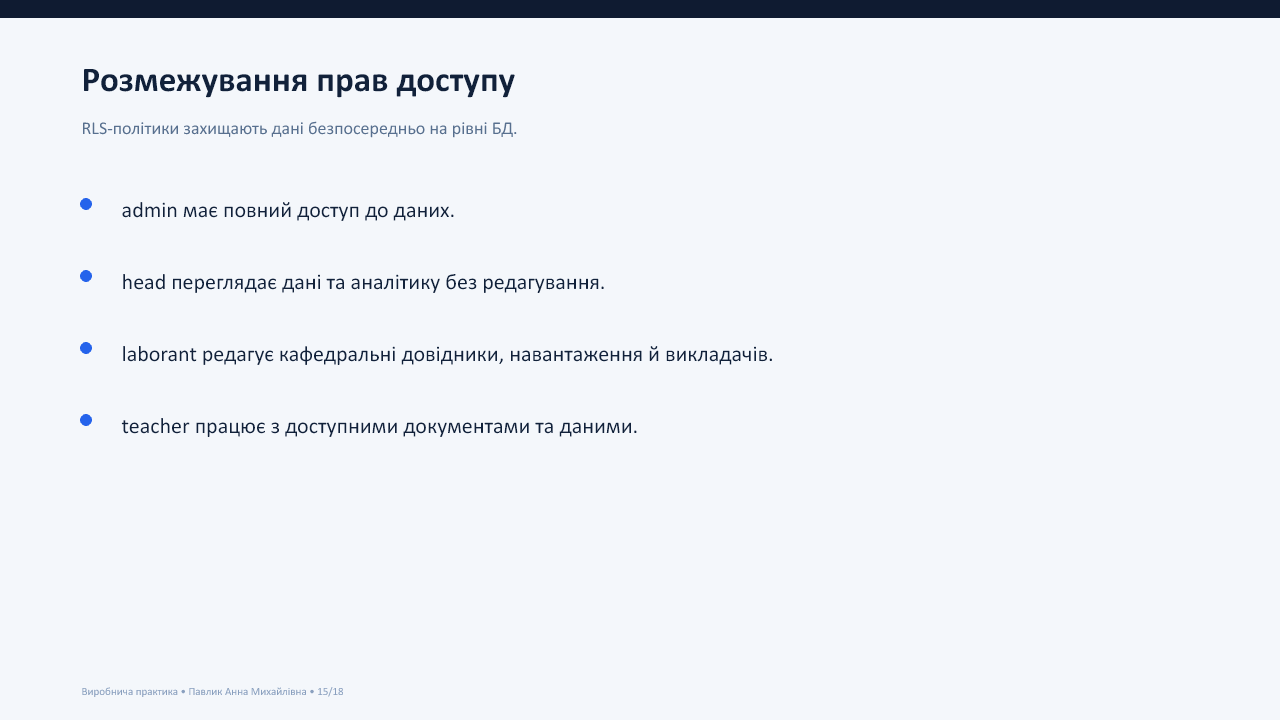 Розмежування прав доступу
RLS-політики захищають дані безпосередньо на рівні БД.
admin має повний доступ до даних.
head переглядає дані та аналітику без редагування.
laborant редагує кафедральні довідники, навантаження й викладачів.
teacher працює з доступними документами та даними.
Виробнича практика • Павлик Анна Михайлівна • 15/18